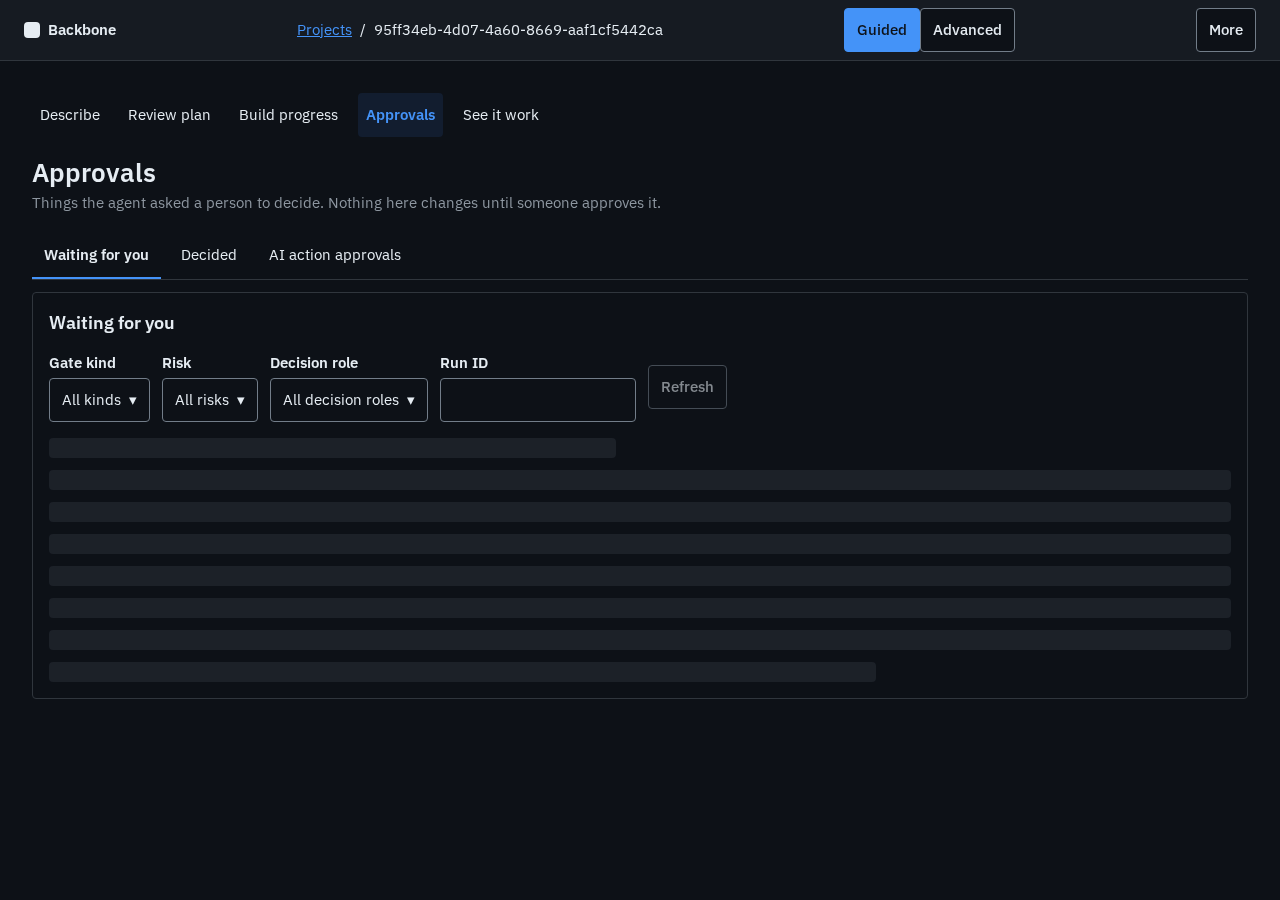 Backbone
Projects / 95ff34eb-4d07-4a60-8669-aaf1cf5442ca
Guided
Advanced
More
Describe
Review plan
Build progress
Approvals
See it work
Approvals
Things the agent asked a person to decide. Nothing here changes until someone approves it.
Waiting for you
Decided
AI action approvals
Waiting for you
Gate kind
Risk
Decision role
Run ID
All kinds ▾
All risks ▾
All decision roles ▾
Refresh